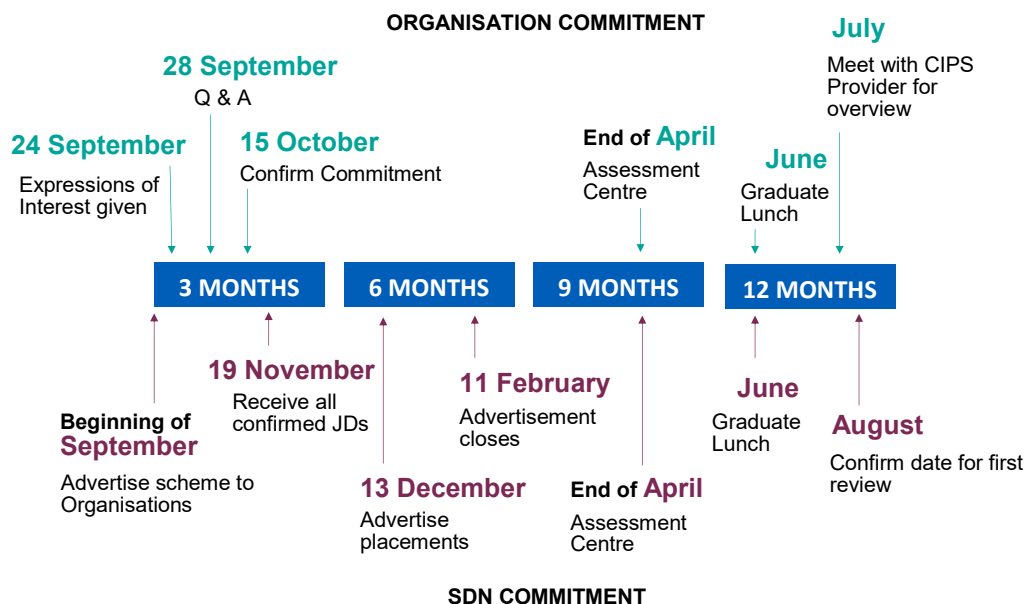 ORGANISATION COMMITMENT
24 September
Expressions of
Interest given
28 September
Q & A
15 October
Confirm Commitment
End of April
Assessment
Centre
June
Graduate
Lunch
July
Meet with CIPS
Provider for
overview
3 MONTHS
6 MONTHS
9 MONTHS
12 MONTHS
Beginning of
September
Advertise scheme to
Organisations
19 November
Receive all
confirmed JDs
13 December
Advertise
placements
11 February
Advertisement
closes
End of April
Assessment
Centre
June
Graduate
Lunch
August
Confirm date for first
review
SDN COMMITMENT